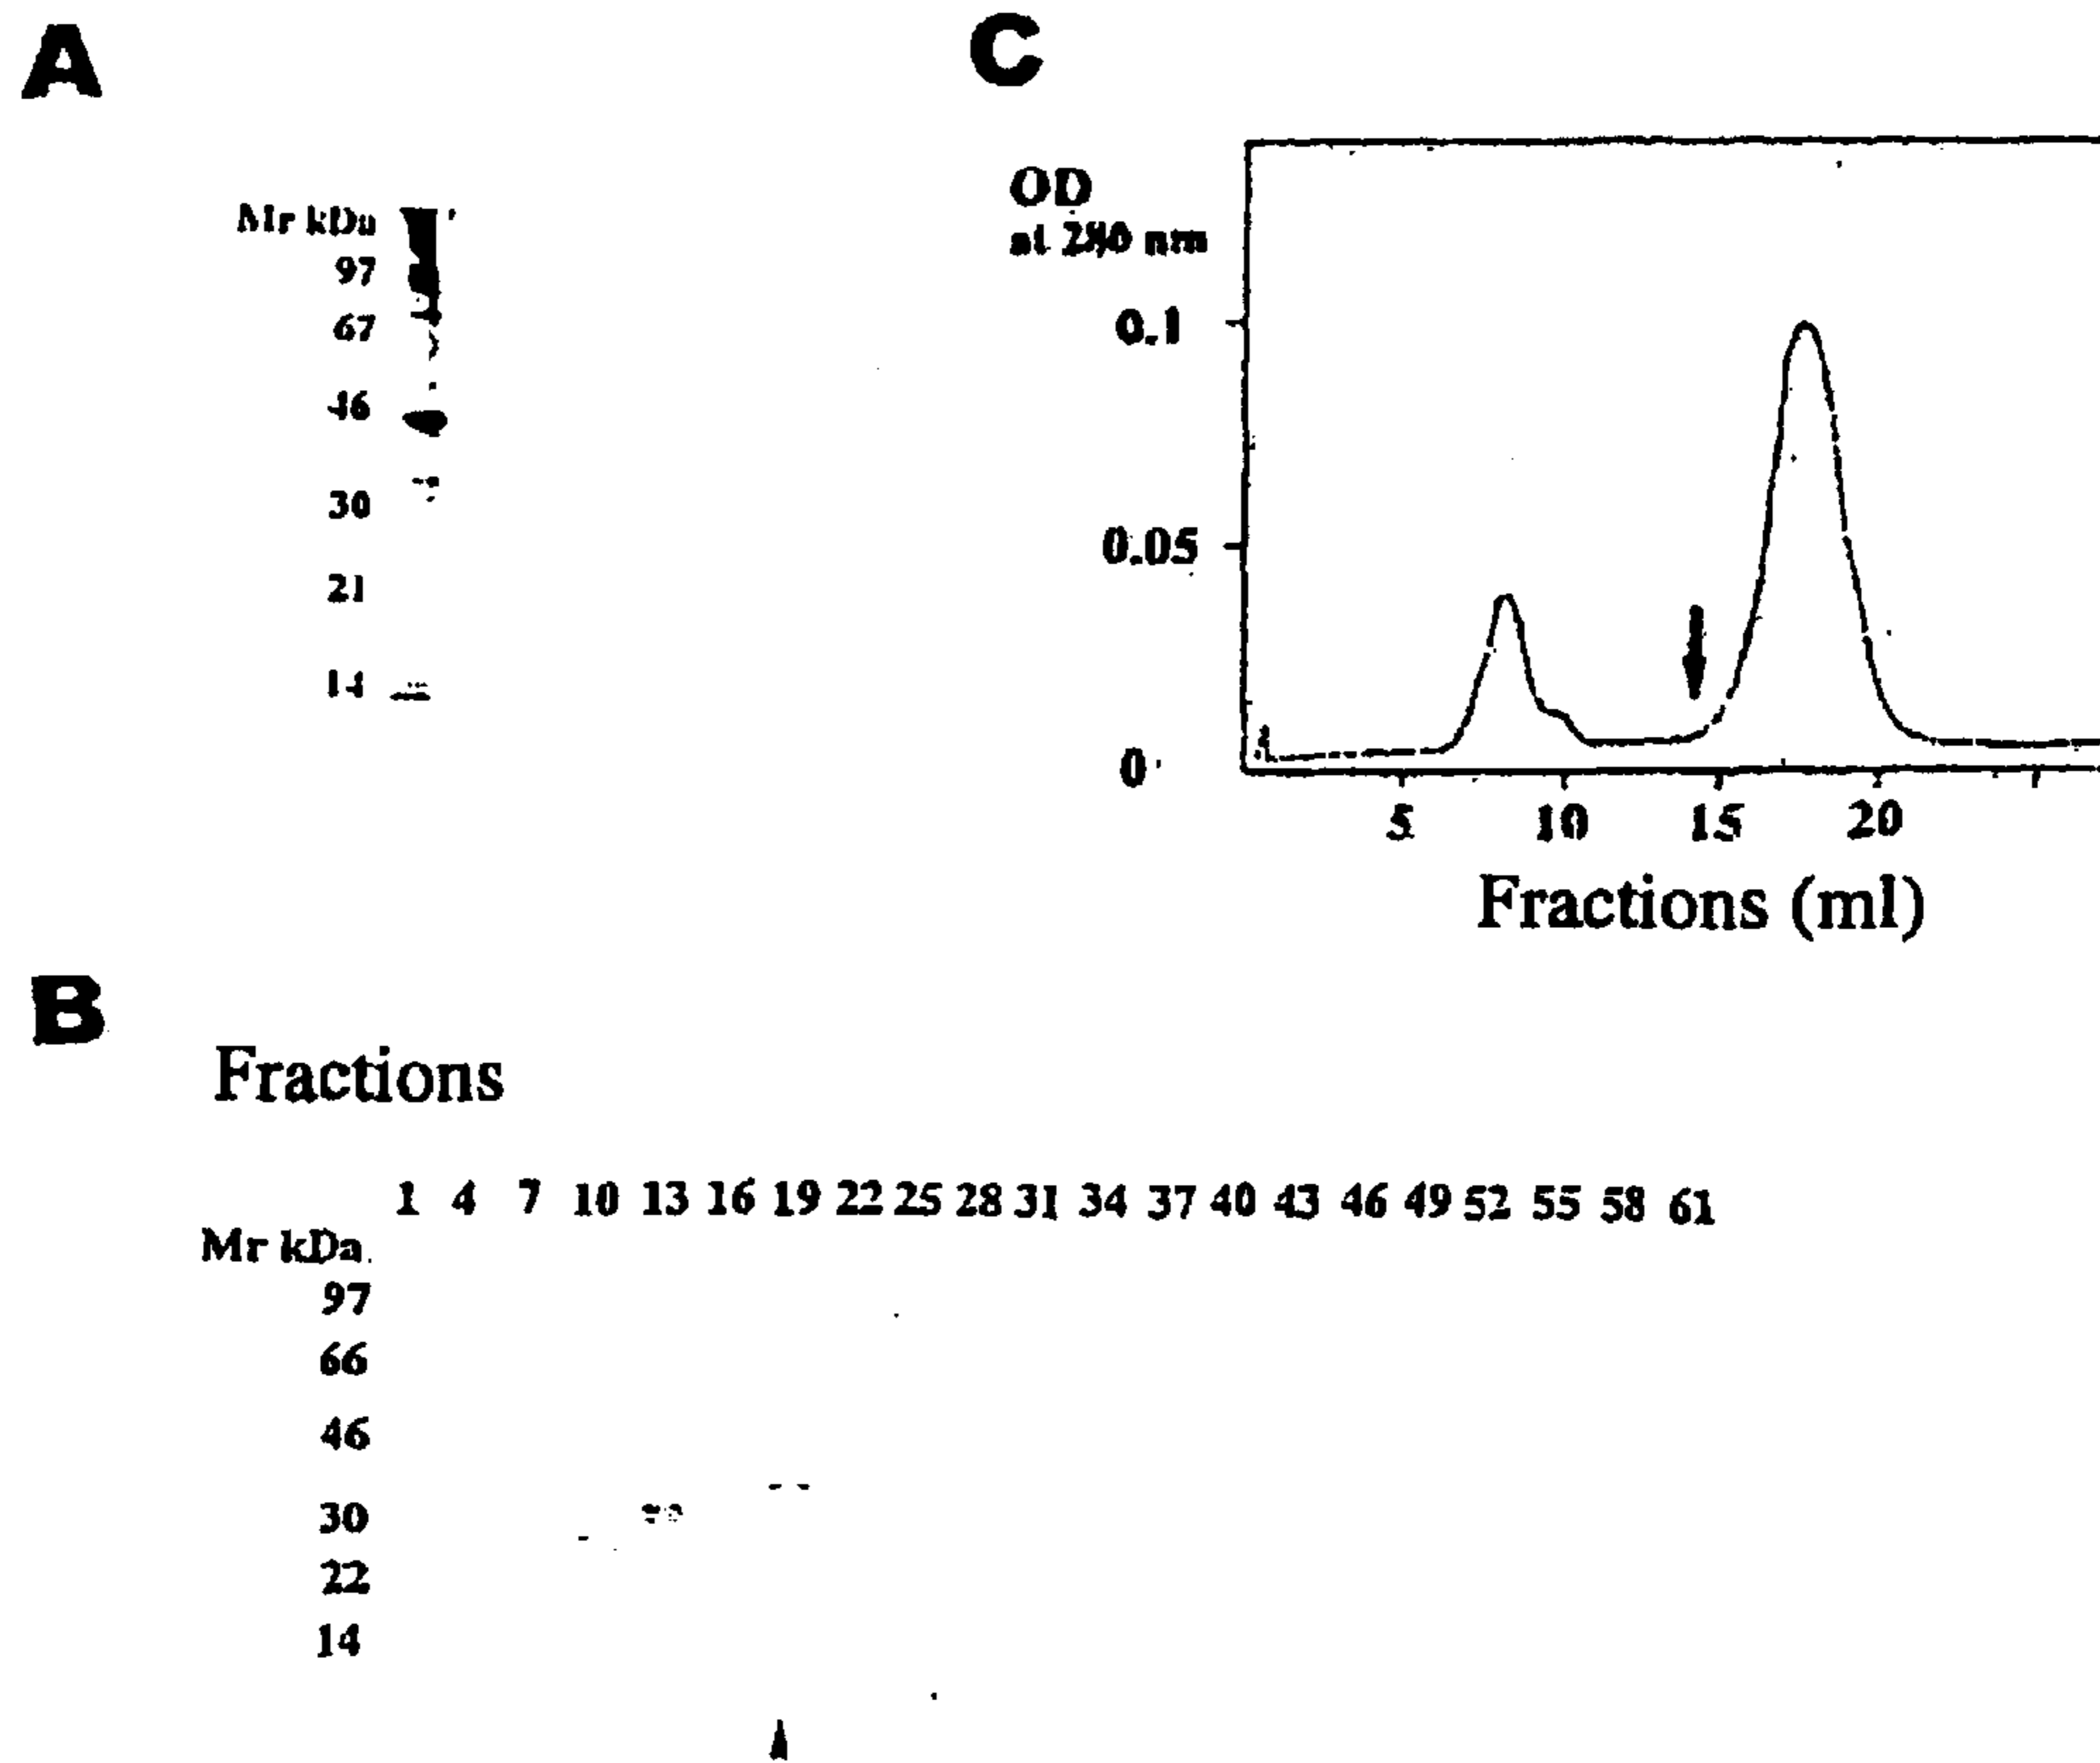 A
Mr kDa
97
67
46
30
21
14
C
OD
at 280 nm
0.1
0.05
0
5 10 15 20
Fractions (ml)
B
Fractions
1 4 7 10 13 16 19 22 25 28 31 34 37 40 43 46 49 52 55 58 61
Mr kDa
97
66
46
30
22
14